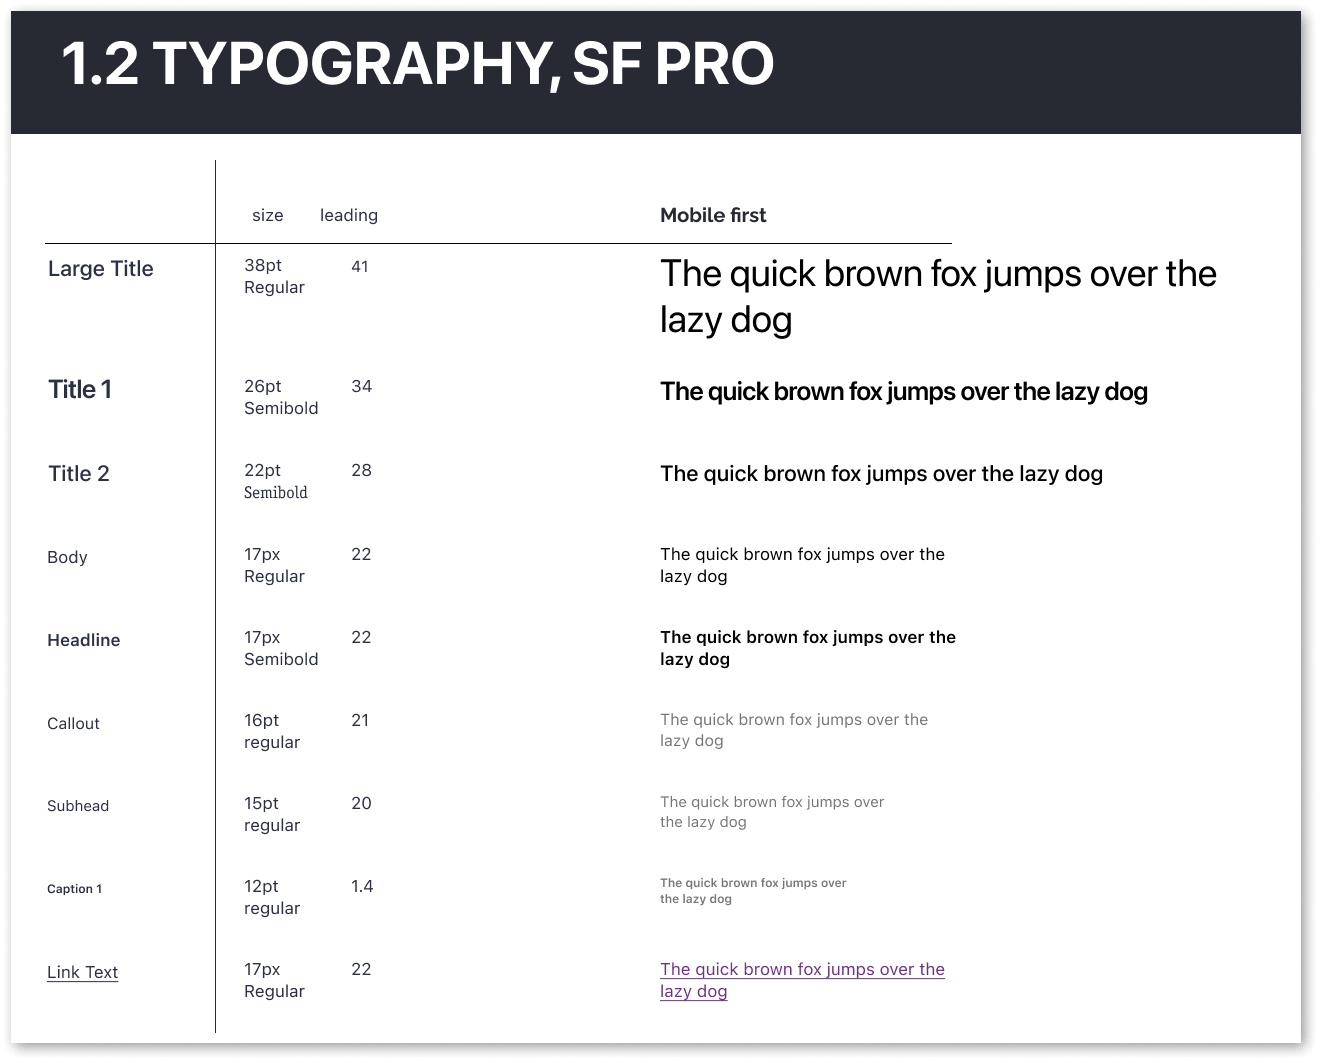 1.2 TYPOGRAPHY, SF PRO
size leading Mobile first
Large Title 38pt 41 The quick brown fox jumps over the
Regular lazy dog
Title 1 26pt 34 The quick brown fox jumps over the lazy dog
Semibold
Title 2 22pt 28 The quick brown fox jumps over the lazy dog
Semibold
Body 17px 22 The quick brown fox jumps over the
Regular lazy dog
Headline 17px 22 The quick brown fox jumps over the
Semibold lazy dog
Callout 16pt 21 The quick brown fox jumps over the
regular lazy dog
Subhead 15pt 20 The quick brown fox jumps over
regular the lazy dog
Caption 1 12pt 1.4 The quick brown fox jumps over
regular the lazy dog
Link Text 17px 22 The quick brown fox jumps over the
Regular lazy dog